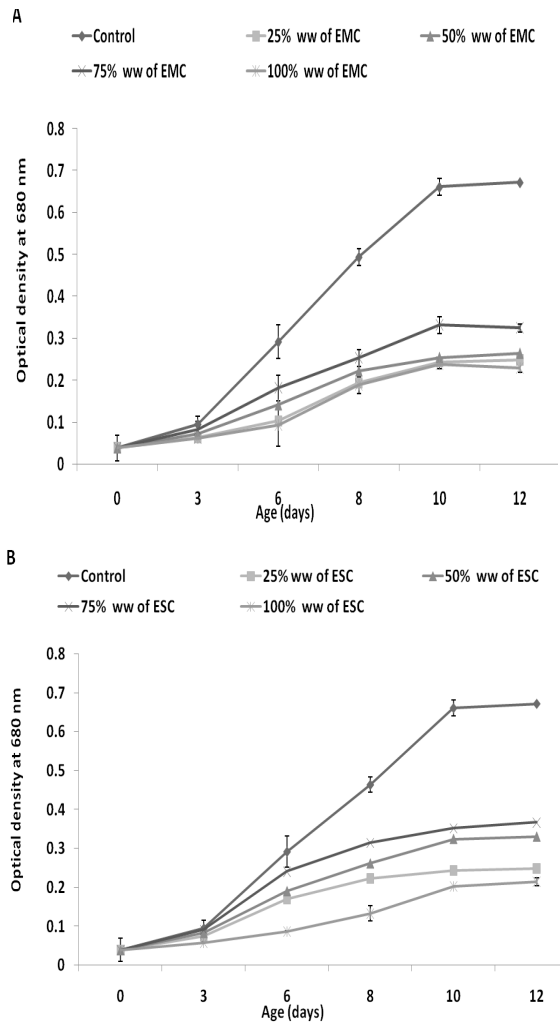 A
Control
25% ww of EMC
50% ww of EMC
75% ww of EMC
100% ww of EMC
Optical density at 680 nm
0.8
0.7
0.6
0.5
0.4
0.3
0.2
0.1
0
0 3 6 8 10 12
Age (days)
B
Control
25% ww of ESC
50% ww of ESC
75% ww of ESC
100% ww of ESC
Optical density at 680 nm
0.8
0.7
0.6
0.5
0.4
0.3
0.2
0.1
0
0 3 6 8 10 12
Age (days)